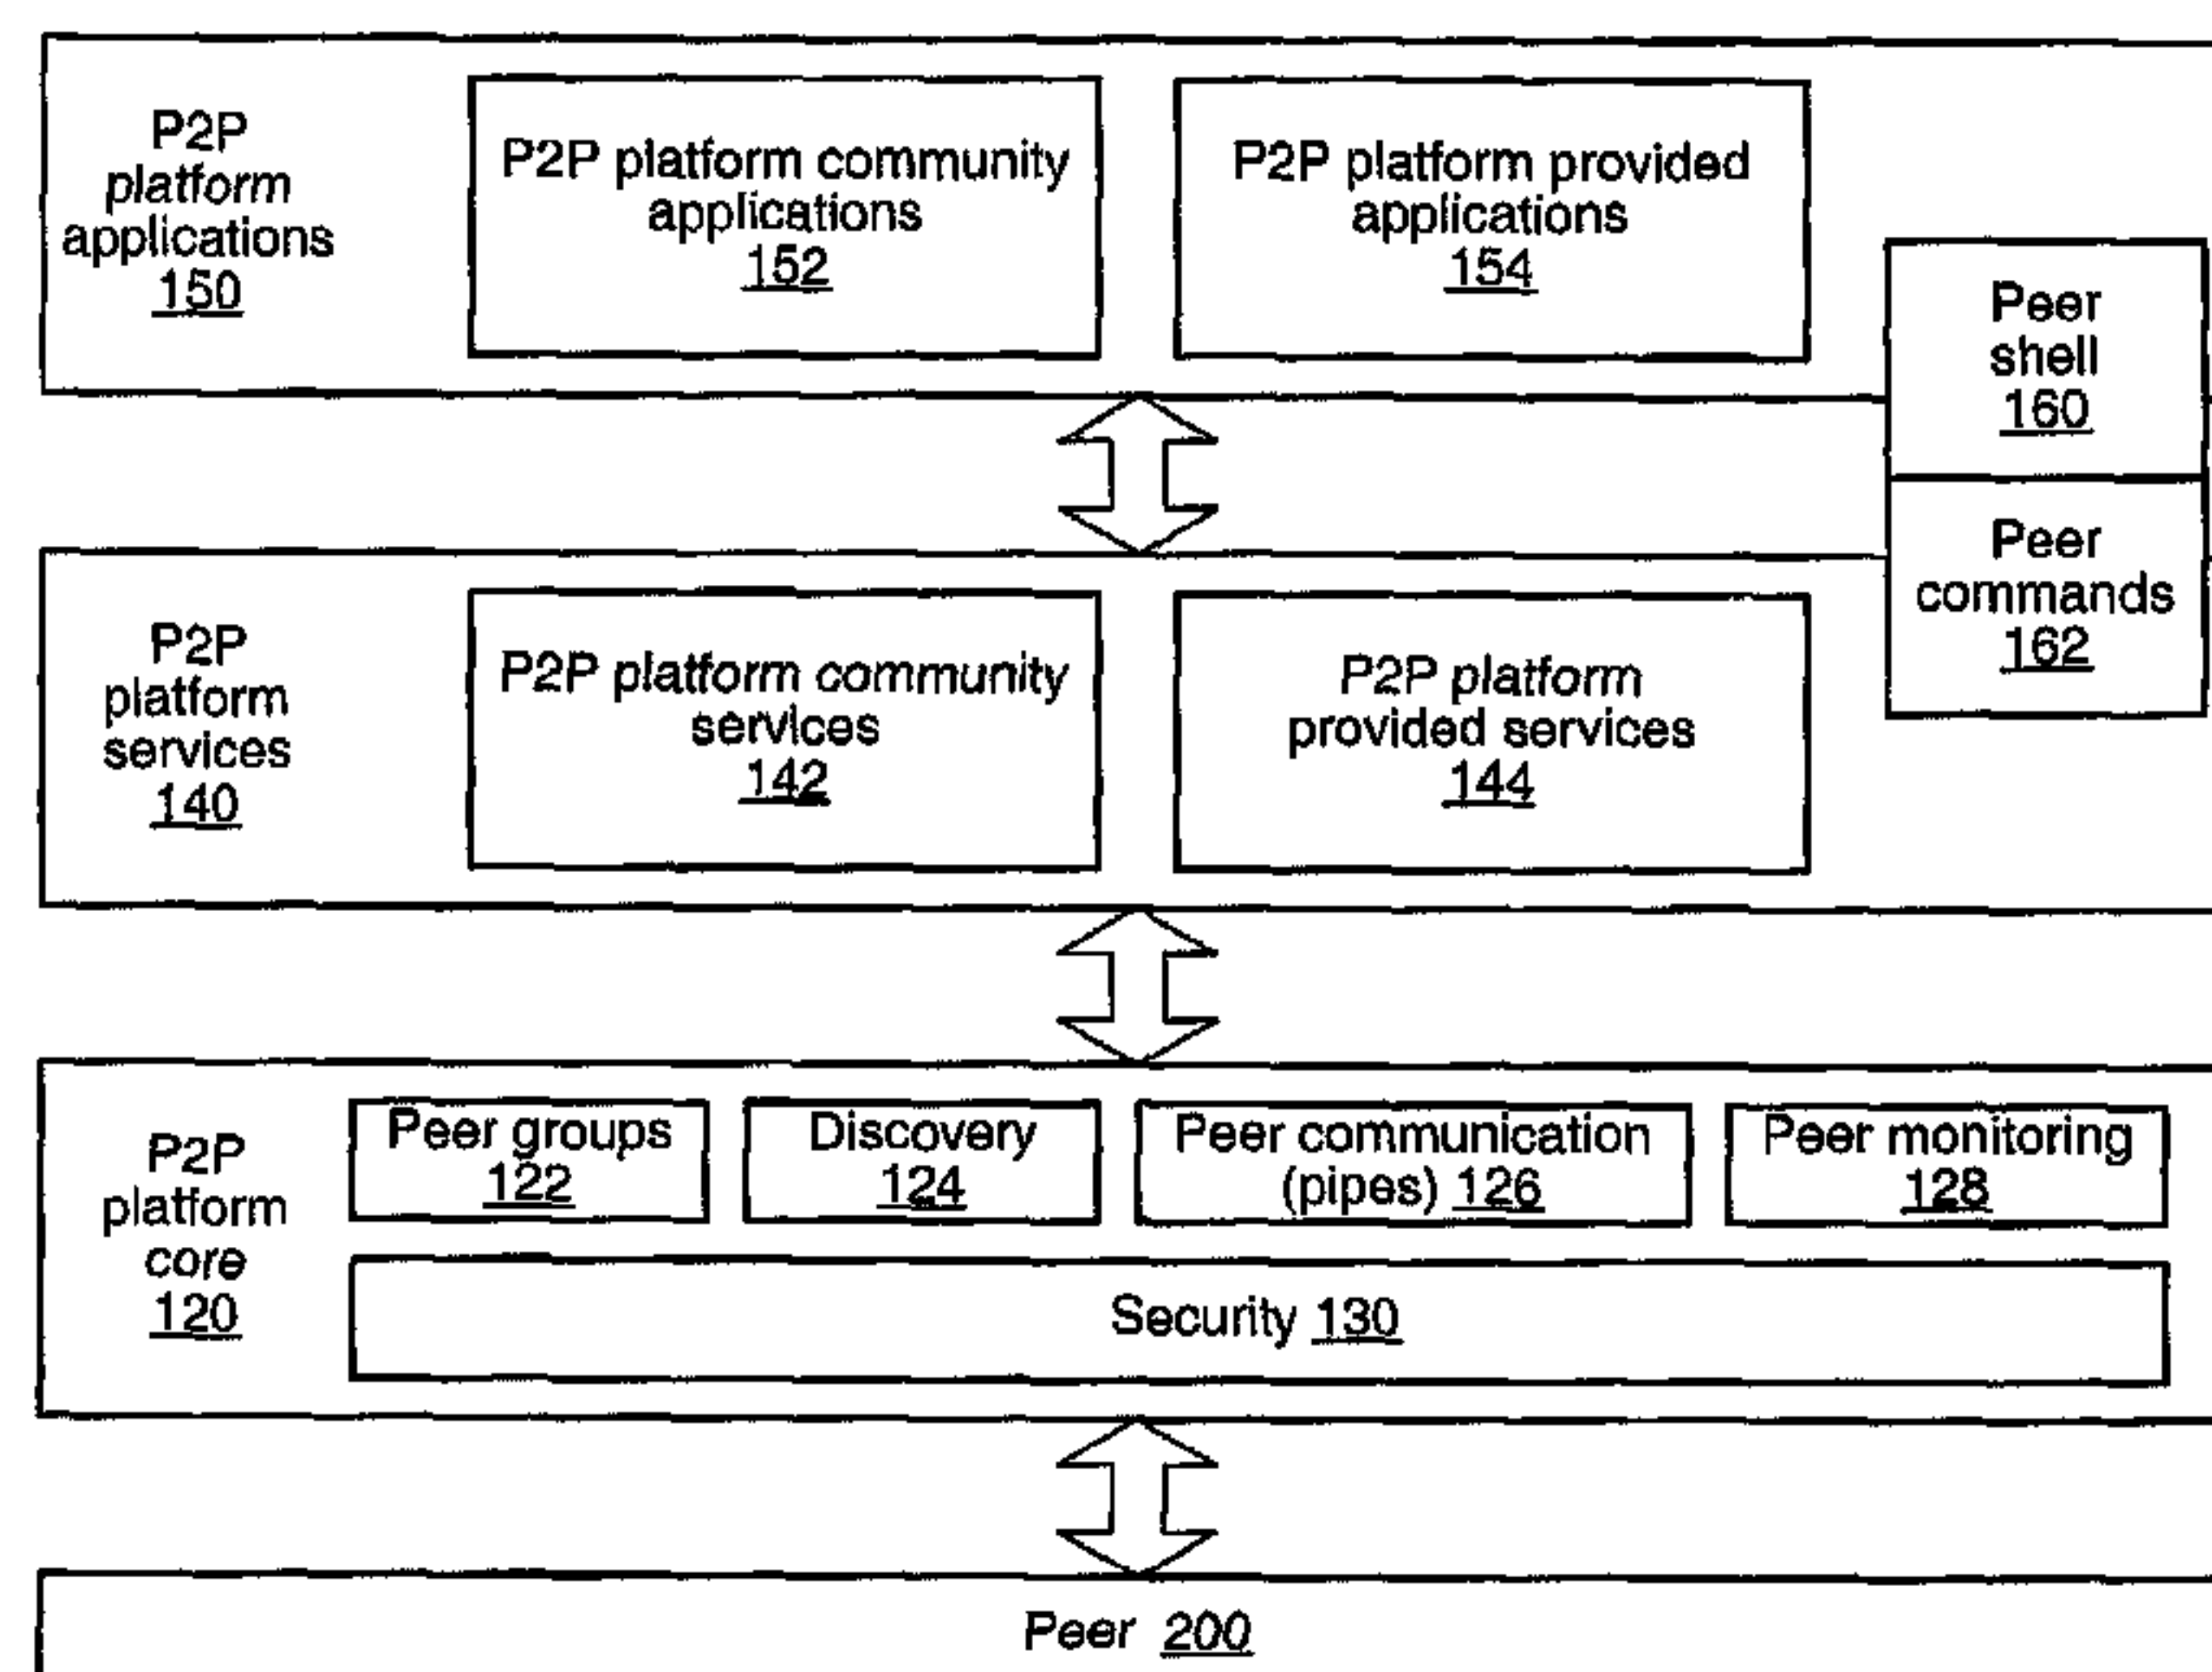 P2P
platform
applications
150
P2P platform community
applications
152
P2P platform provided
applications
154
Peer
shell
160
Peer
commands
162
P2P
platform
services
140
P2P platform community
services
142
P2P platform
provided services
144
P2P
platform
core
120
Peer groups
122
Discovery
124
Peer communication
(pipes) 126
Peer monitoring
128
Security 130
Peer 200